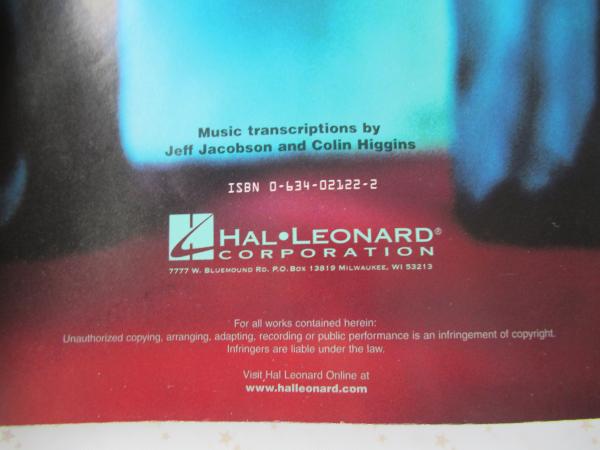 Music transcriptions by
Jeff Jacobson and Colin Higgins
ISBN 0-634-02122-2
HAL•LEONARD®
CORPORATION
7777 W. BLUEMOUND RD. P.O. BOX 13819 MILWAUKEE, WI 53213
For all works contained herein:
Unauthorized copying, arranging, adapting, recording or public performance is an infringement of copyright.
Infringers are liable under the law.
Visit Hal Leonard Online at
www.halleonard.com